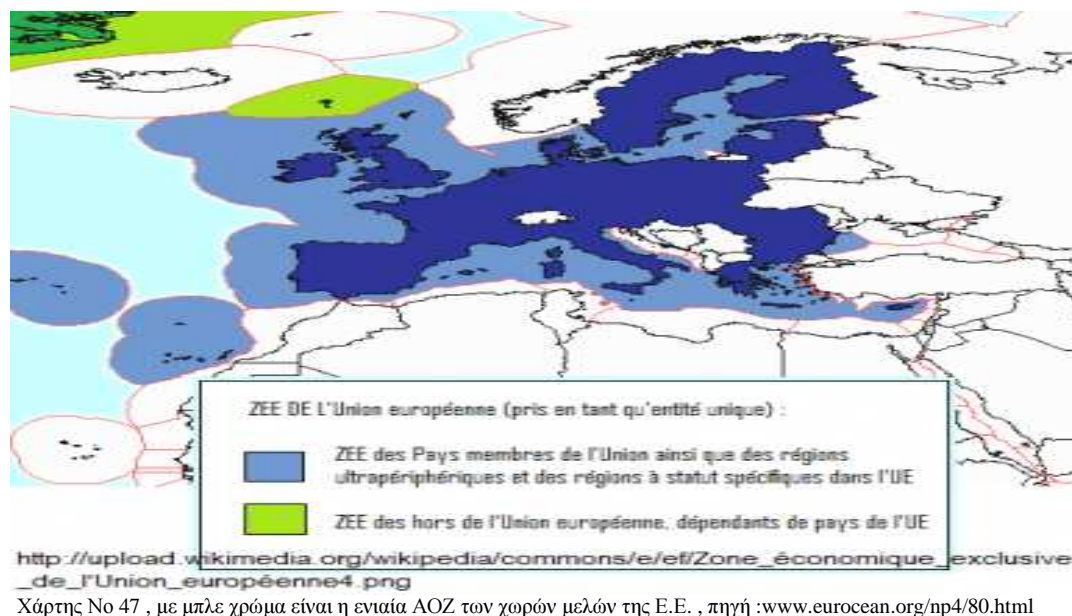 ZEE DE L'Union européenne (pris en tant qu'entité unique) :
ZEE des Pays membres de l'Union ainsi que des régions
ultrapériphériques et des régions à statut spécifiques dans l'UE
ZEE des hors de l'Union européenne, dépendants de pays de l'UE
http://upload.wikimedia.org/wikipedia/commons/e/ef/Zone_économique_exclusive
_de_l'Union_européenne4.png
Χάρτης Νο 47 , με μπλε χρώμα είναι η ενιαία ΑΟΖ των χωρών μελών της Ε.Ε. , πηγή :www.eurocean.org/np4/80.html